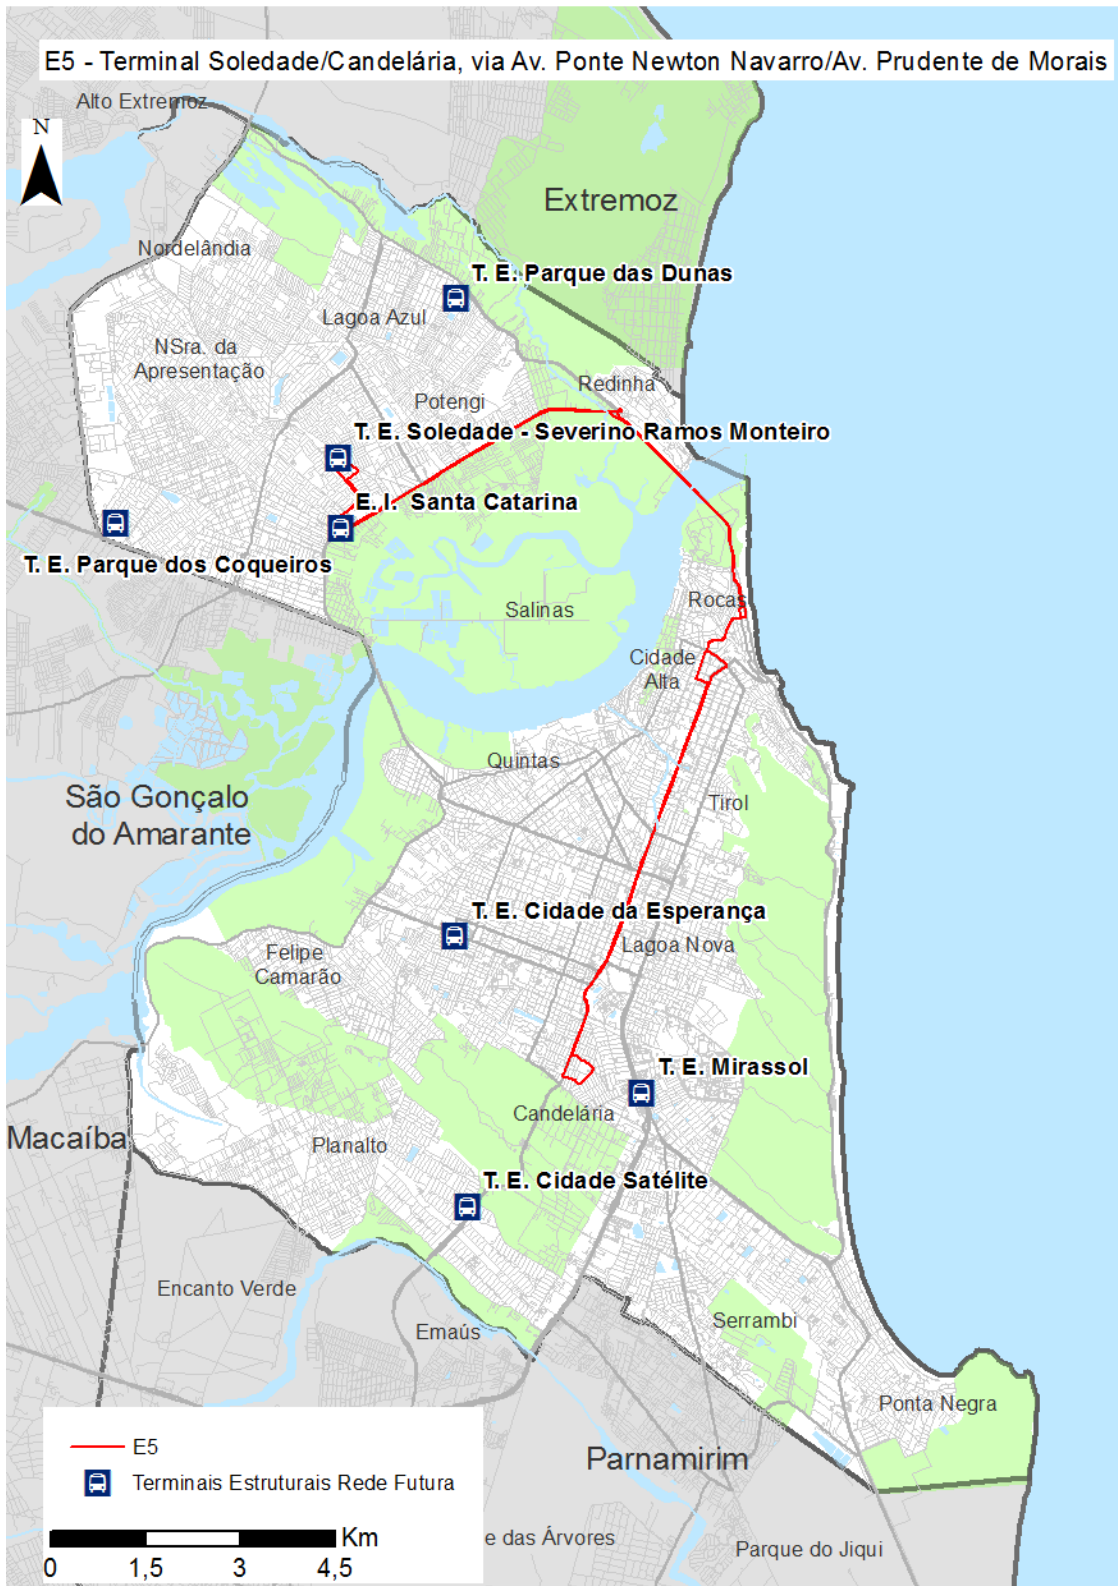 E5 - Terminal Soledade/Candelária, via Av. Ponte Newton Navarro/Av. Prudente de Morais
Alto Extremoz
N
Extremoz
Nordelândia
T. E. Parque das Dunas
Lagoa Azul
NSra. da
Apresentação
Redinha
Potengi
T. E. Soledade - Severino Ramos Monteiro
E. I. Santa Catarina
T. E. Parque dos Coqueiros
Salinas
Rocas
Cidade
Alta
Quintas
São Gonçalo
do Amarante
Tirol
T. E. Cidade da Esperança
Lagoa Nova
Felipe
Camarão
T. E. Mirassol
Candelária
Macaíba
Planalto
T. E. Cidade Satélite
Encanto Verde
Emaús
Serrambi
Ponta Negra
Parnamirim
E5
Terminais Estruturais Rede Futura
Km
0 1,5 3 4,5
e das Árvores
Parque do Jiqui